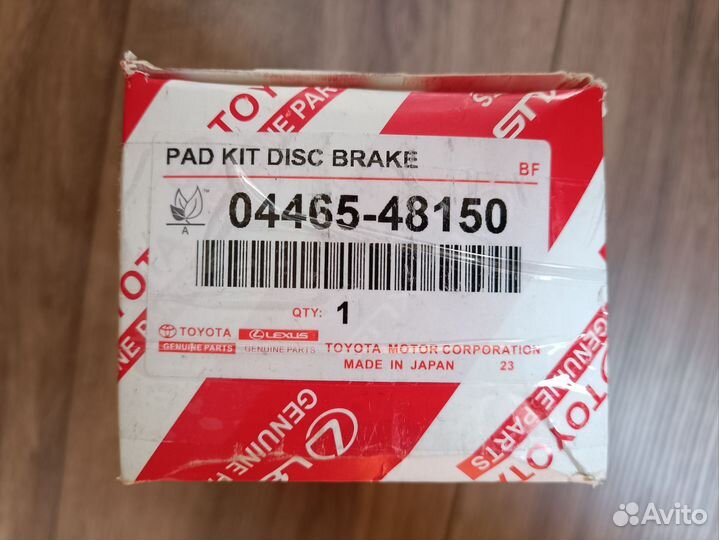 TOYOTA
GENUINE PARTS
PAD KIT DISC BRAKE
BF
™
A
04465-48150
QTY: 1
TOYOTA LEXUS
GENUINE PARTS GENUINE PARTS TOYOTA MOTOR CORPORATION
MADE IN JAPAN 23
GENUINE
TOYOTA
GENUINE PARTS
Avito